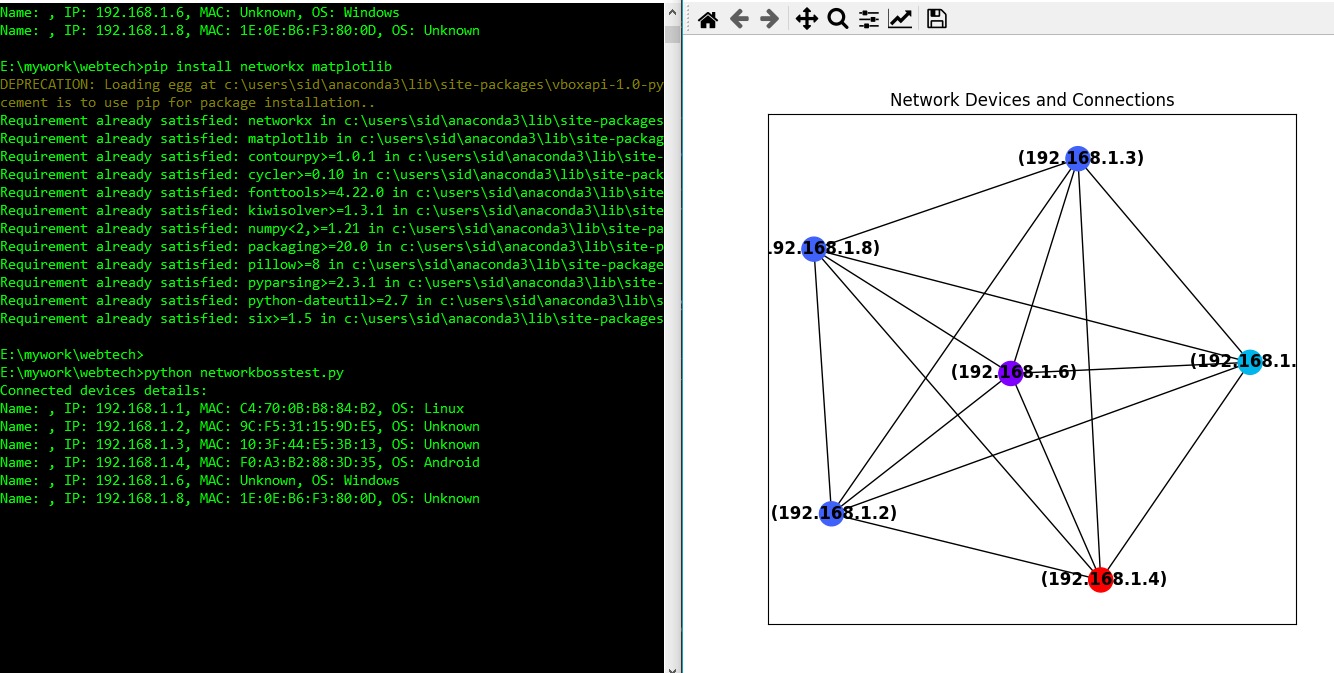 Name: , IP: 192.168.1.6, MAC: Unknown, OS: Windows
Name: , IP: 192.168.1.8, MAC: 1E:0E:B6:F3:80:0D, OS: Unknown
E:\mywork\webtech>pip install networkx matplotlib
DEPRECATION: Loading egg at c:\users\sid\anaconda3\lib\site-packages\vboxapi-1.0-py
cement is to use pip for package installation..
Requirement already satisfied: networkx in c:\users\sid\anaconda3\lib\site-packages
Requirement already satisfied: matplotlib in c:\users\sid\anaconda3\lib\site-packag
Requirement already satisfied: contourpy>=1.0.1 in c:\users\sid\anaconda3\lib\site-
Requirement already satisfied: cycler>=0.10 in c:\users\sid\anaconda3\lib\site-pack
Requirement already satisfied: fonttools>=4.22.0 in c:\users\sid\anaconda3\lib\site
Requirement already satisfied: kiwisolver>=1.3.1 in c:\users\sid\anaconda3\lib\site
Requirement already satisfied: numpy<2,>=1.21 in c:\users\sid\anaconda3\lib\site-pa
Requirement already satisfied: packaging>=20.0 in c:\users\sid\anaconda3\lib\site-p
Requirement already satisfied: pillow>=8 in c:\users\sid\anaconda3\lib\site-package
Requirement already satisfied: pyparsing>=2.3.1 in c:\users\sid\anaconda3\lib\site-
Requirement already satisfied: python-dateutil>=2.7 in c:\users\sid\anaconda3\lib\s
Requirement already satisfied: six>=1.5 in c:\users\sid\anaconda3\lib\site-packages
E:\mywork\webtech>
E:\mywork\webtech>python networkbosstest.py
Connected devices details:
Name: , IP: 192.168.1.1, MAC: C4:70:0B:B8:84:B2, OS: Linux
Name: , IP: 192.168.1.2, MAC: 9C:F5:31:15:9D:E5, OS: Unknown
Name: , IP: 192.168.1.3, MAC: 10:3F:44:E5:3B:13, OS: Unknown
Name: , IP: 192.168.1.4, MAC: F0:A3:B2:88:3D:35, OS: Android
Name: , IP: 192.168.1.6, MAC: Unknown, OS: Windows
Name: , IP: 192.168.1.8, MAC: 1E:0E:B6:F3:80:0D, OS: Unknown
Network Devices and Connections
(192.168.1.3)
.92.168.1.8)
(192.168.1.
(192.168.1.6)
(192.168.1.2)
(192.168.1.4)